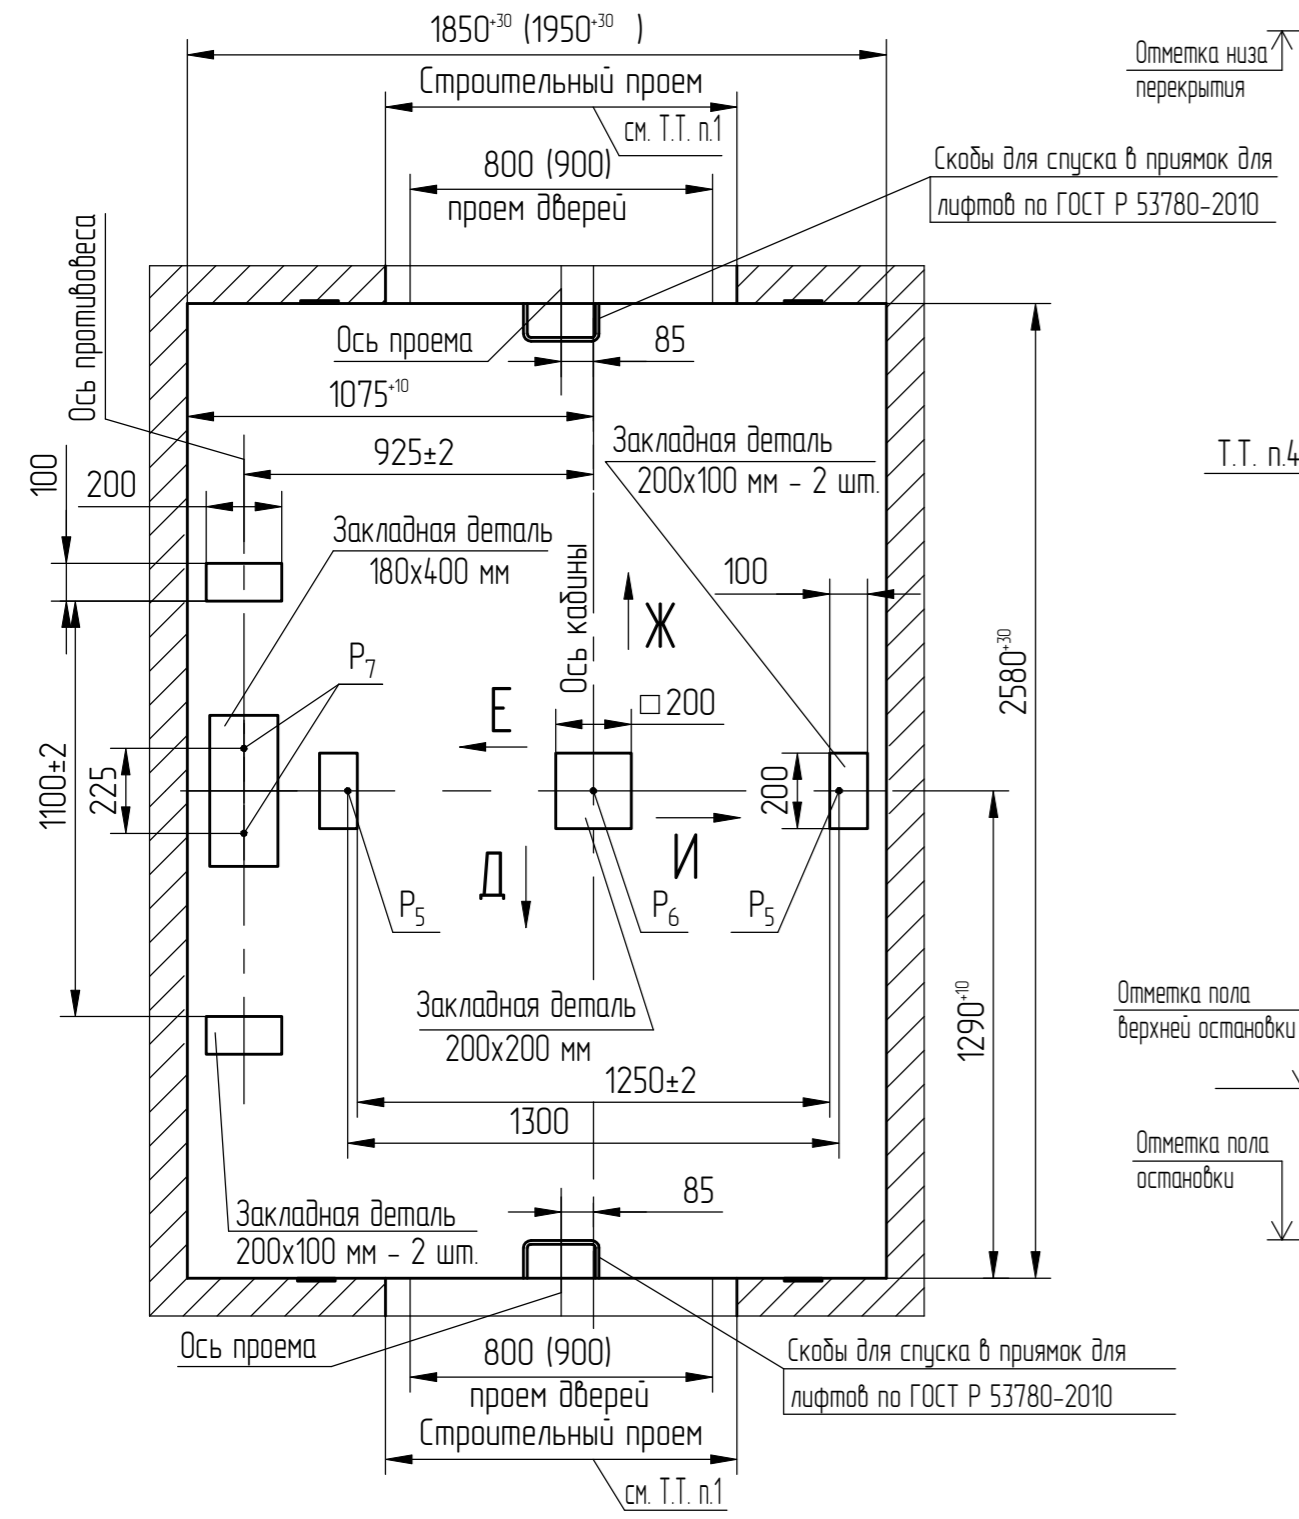 1850⁺³⁰ (1950⁺³⁰ )
Строительный проем
см. Т.Т. п.1
800 (900)
проем дверей
Отметка низа
перекрытия
Скобы для спуска в приямок для
лифтов по ГОСТ Р 53780-2010
Ось противовеса
Ось проема
85
1075⁺¹⁰
925±2
Закладная деталь
200х100 мм - 2 шт.
Т.Т. п.4
100
200
Закладная деталь
180х400 мм
Ось кабины
100
Ж
2580⁺³⁰
P₇
Е
□200
1100±2
225
200
И
Д
P₅
P₆
P₅
Закладная деталь
200х200 мм
1290⁺¹⁰
Отметка пола
верхней остановки
1250±2
1300
Отметка пола
остановки
85
Закладная деталь
200х100 мм - 2 шт.
Ось проема
800 (900)
проем дверей
Скобы для спуска в приямок для
лифтов по ГОСТ Р 53780-2010
Строительный проем
см. Т.Т. п.1